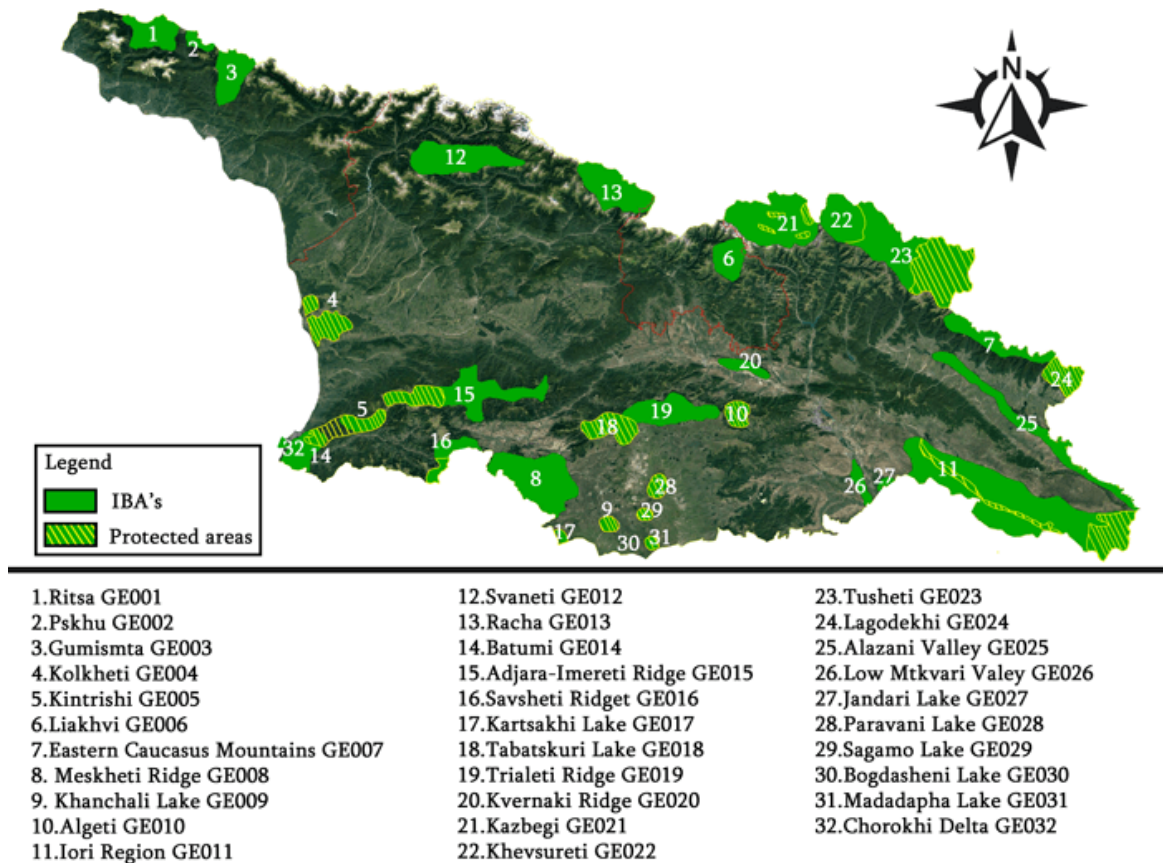 N
1
2
3
12
13
21
22
23
6
4
7
20
24
15
19
10
5
18
25
32
14
16
11
8
28
26
27
9
29
17
30
31
Legend
IBA's
Protected areas
1.Ritsa GE001
2.Pskhu GE002
3.Gumismta GE003
4.Kolkheti GE004
5.Kintrishi GE005
6.Liakhvi GE006
7.Eastern Caucasus Mountains GE007
8. Meskheti Ridge GE008
9. Khanchali Lake GE009
10.Algeti GE010
11.Iori Region GE011
12.Svaneti GE012
13.Racha GE013
14.Batumi GE014
15.Adjara-Imereti Ridge GE015
16.Savsheti Ridget GE016
17.Kartsakhi Lake GE017
18.Tabatskuri Lake GE018
19.Trialeti Ridge GE019
20.Kvernaki Ridge GE020
21.Kazbegi GE021
22.Khevsureti GE022
23.Tusheti GE023
24.Lagodekhi GE024
25.Alazani Valley GE025
26.Low Mtkvari Valey GE026
27.Jandari Lake GE027
28.Paravani Lake GE028
29.Sagamo Lake GE029
30.Bogdasheni Lake GE030
31.Madadapha Lake GE031
32.Chorokhi Delta GE032